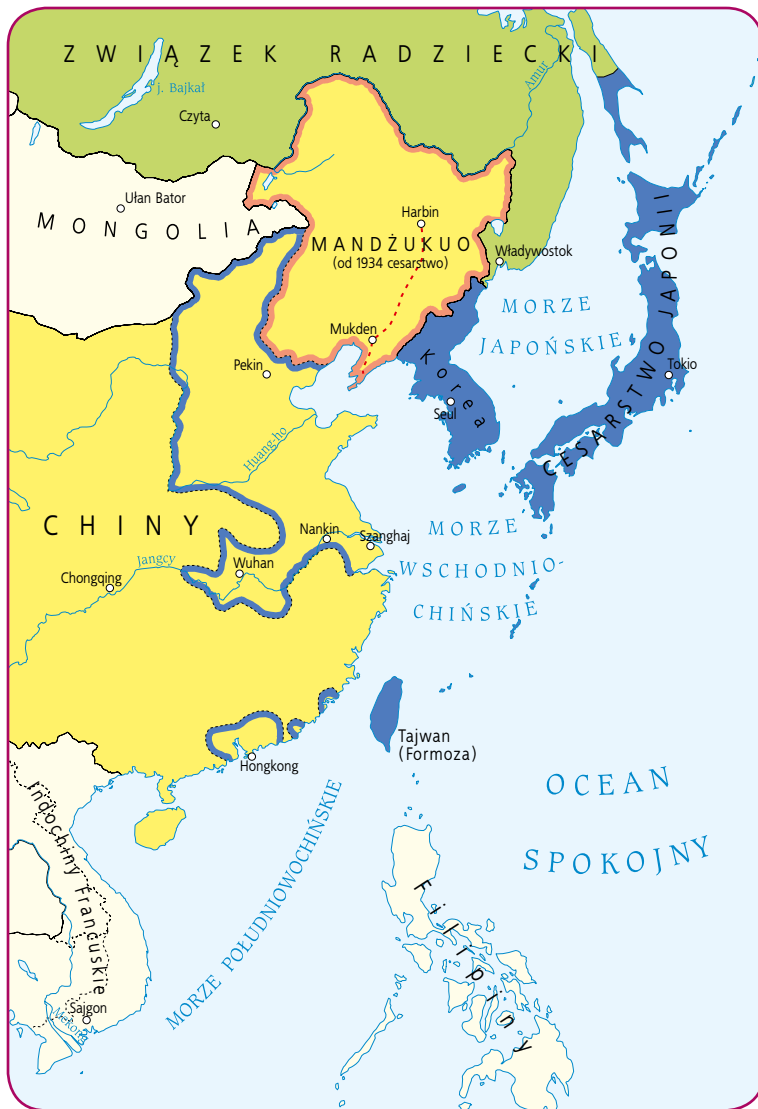 ZWIĄZEK RADZIECKI
j. Bajkał
Amur
Czyta
Ułan Bator
MONGOLIA
Harbin
MANDŻUKUO
(od 1934 cesarstwo)
Władywostok
MORZE
JAPOŃSKIE
Mukden
Pekin
Korea
Seul
CESARSTWO JAPONII
Tokio
Huang-ho
CHINY
Nankin
Szanghaj
MORZE
WSCHODNIO-
CHIŃSKIE
Jangcy
Wuhan
Chongqing
Tajwan
(Formoza)
Hongkong
OCEAN
SPOKOJNY
MORZE POŁUDNIOWOCHIŃSKIE
Indochiny Francuskie
Filipiny
Sajgon
Mekong